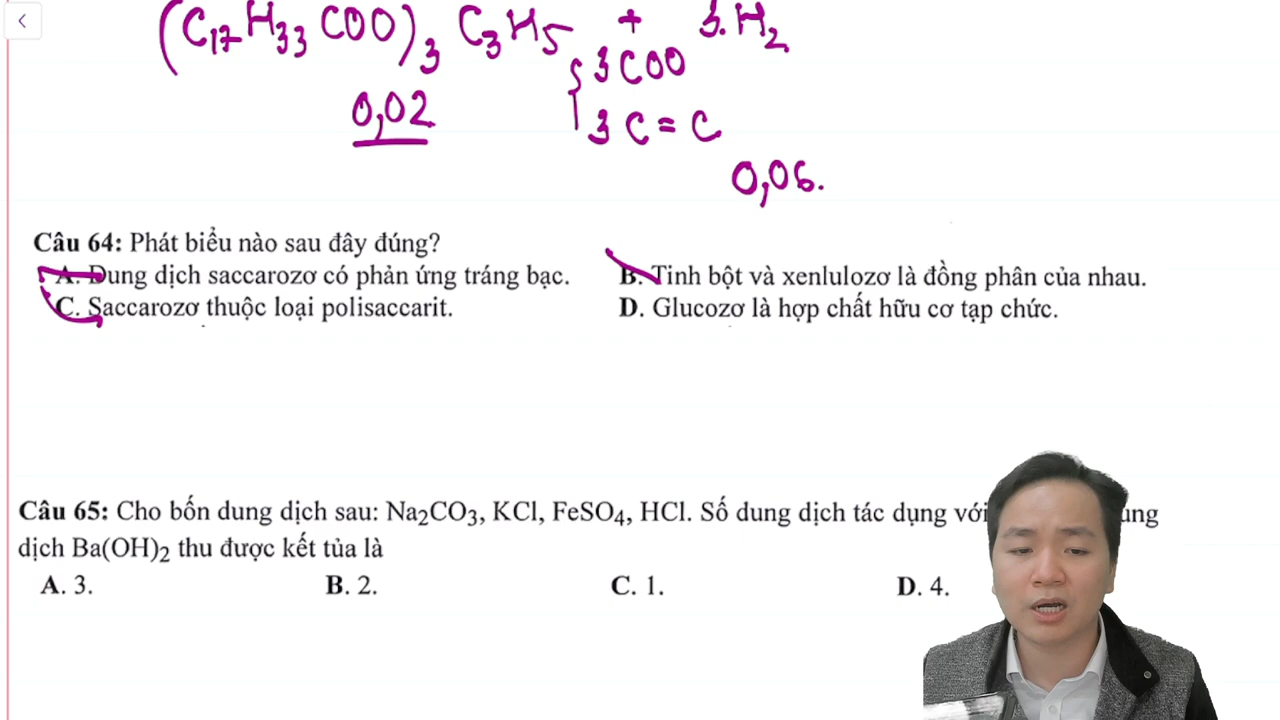 (C17H33COO)3C3H5 + 3.H2
3COO
0,02
3C=C
0,06.
Câu 64: Phát biểu nào sau đây đúng?
A. Dung dịch saccarozơ có phản ứng tráng bạc. B. Tinh bột và xenlulozơ là đồng phân của nhau.
C. Saccarozơ thuộc loại polisaccarit. D. Glucozơ là hợp chất hữu cơ tạp chức.
Câu 65: Cho bốn dung dịch sau: Na2CO3, KCl, FeSO4, HCl. Số dung dịch tác dụng với
dịch Ba(OH)2 thu được kết tủa là
A. 3. B. 2. C. 1. D. 4.